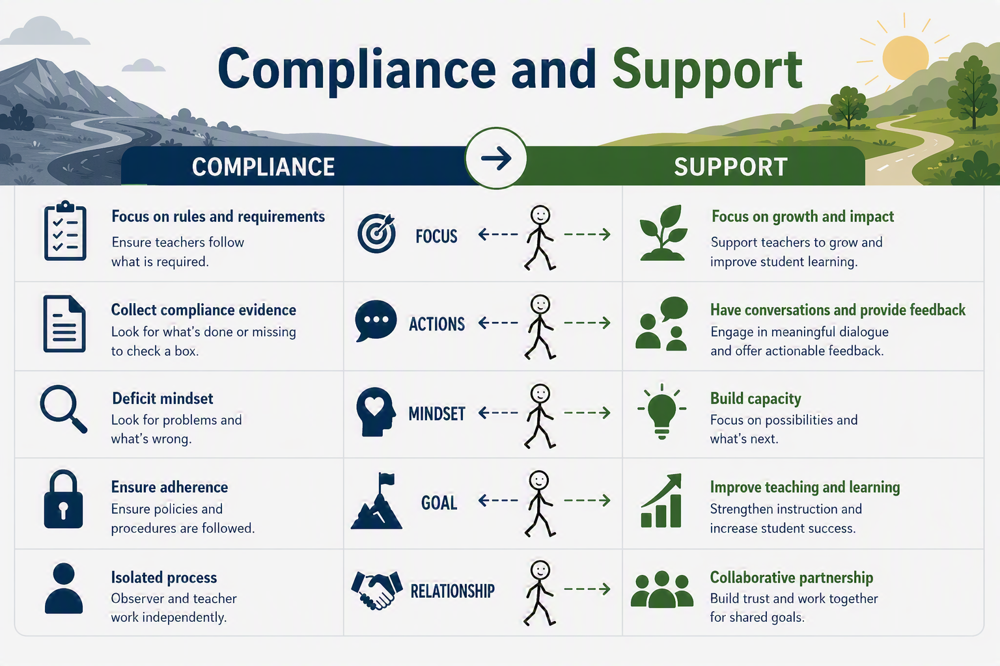 Compliance and Support
COMPLIANCE
SUPPORT
Focus on rules and requirements
Ensure teachers follow
what is required.
FOCUS
Focus on growth and impact
Support teachers to grow and
improve student learning.
Collect compliance evidence
Look for what's done or missing
to check a box.
ACTIONS
Have conversations and provide feedback
Engage in meaningful dialogue
and offer actionable feedback.
Deficit mindset
Look for problems and
what's wrong.
MINDSET
Build capacity
Focus on possibilities and
what's next.
Ensure adherence
Ensure policies and
procedures are followed.
GOAL
Improve teaching and learning
Strengthen instruction and
increase student success.
Isolated process
Observer and teacher
work independently.
RELATIONSHIP
Collaborative partnership
Build trust and work together
for shared goals.